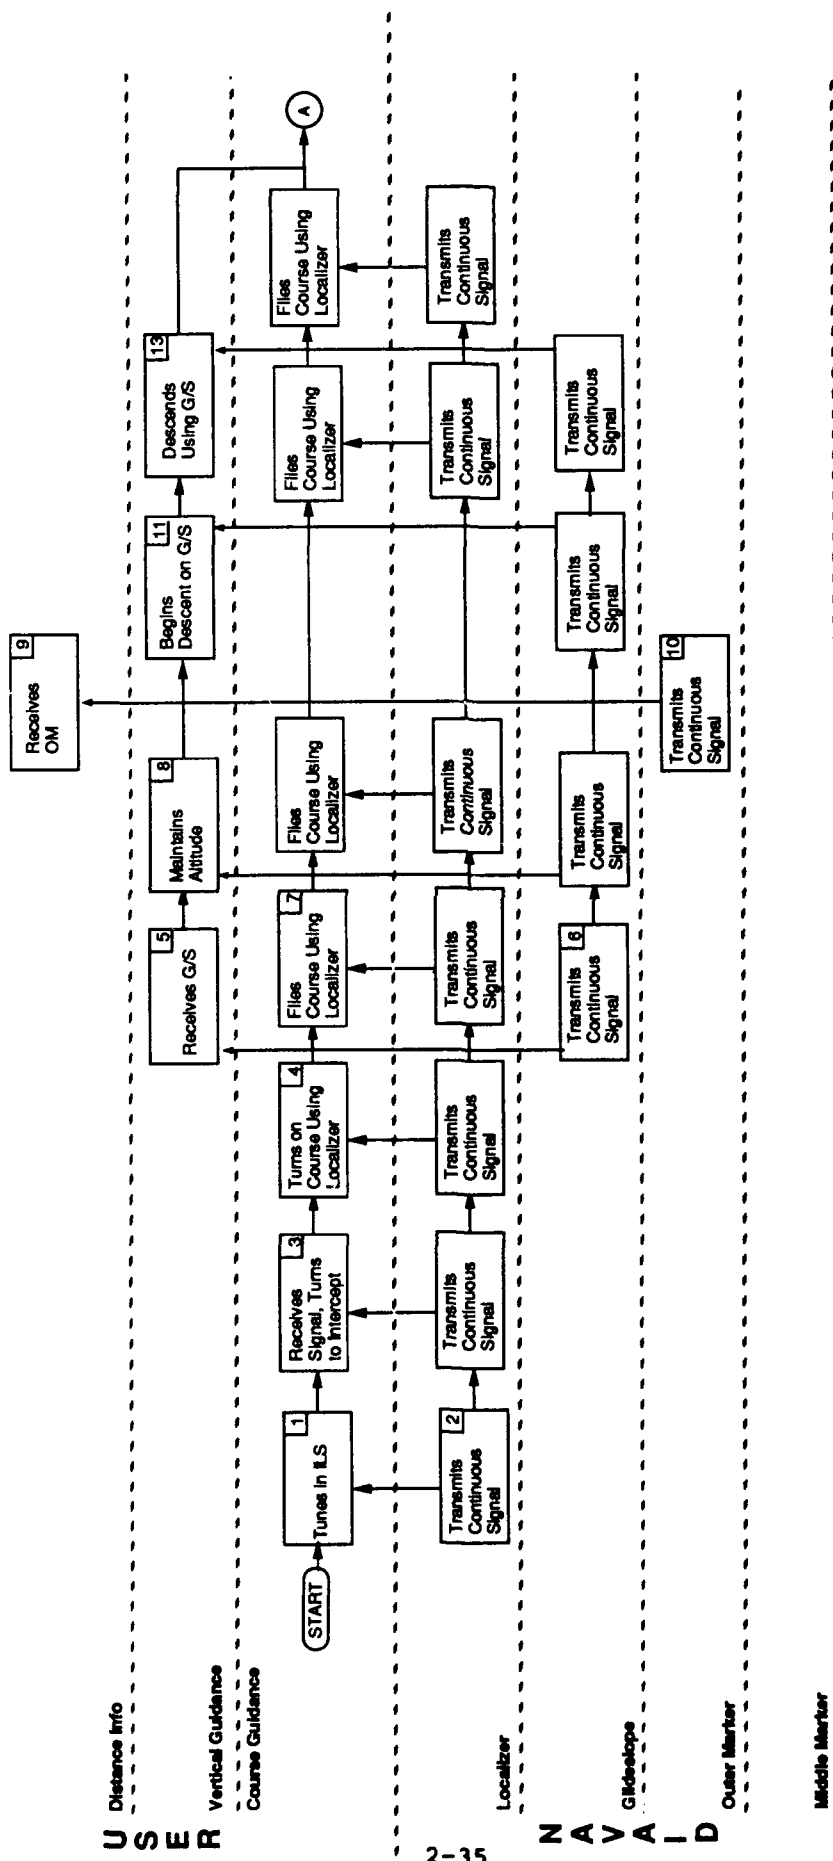 USER
Distance Info
Receives
OM
9
Vertical Guidance
Receives G/S
5
Maintains
Altitude
8
Begins
Descent on G/S
11
Descends
Using G/S
13
Course Guidance
START
Tunes in ILS
1
Receives
Signal, Turns
to Intercept
3
Turns on
Course Using
Localizer
4
Flies
Course Using
Localizer
7
Flies
Course Using
Localizer
Flies
Course Using
Localizer
Flies
Course Using
Localizer
A
NAVAID
Localizer
Transmits
Continuous
Signal
2
Transmits
Continuous
Signal
Transmits
Continuous
Signal
Transmits
Continuous
Signal
Transmits
Continuous
Signal
Transmits
Continuous
Signal
Transmits
Continuous
Signal
Glideslope
Transmits
Continuous
Signal
6
Transmits
Continuous
Signal
Transmits
Continuous
Signal
Transmits
Continuous
Signal
Outer Marker
Transmits
Continuous
Signal
10
Middle Marker
2-35